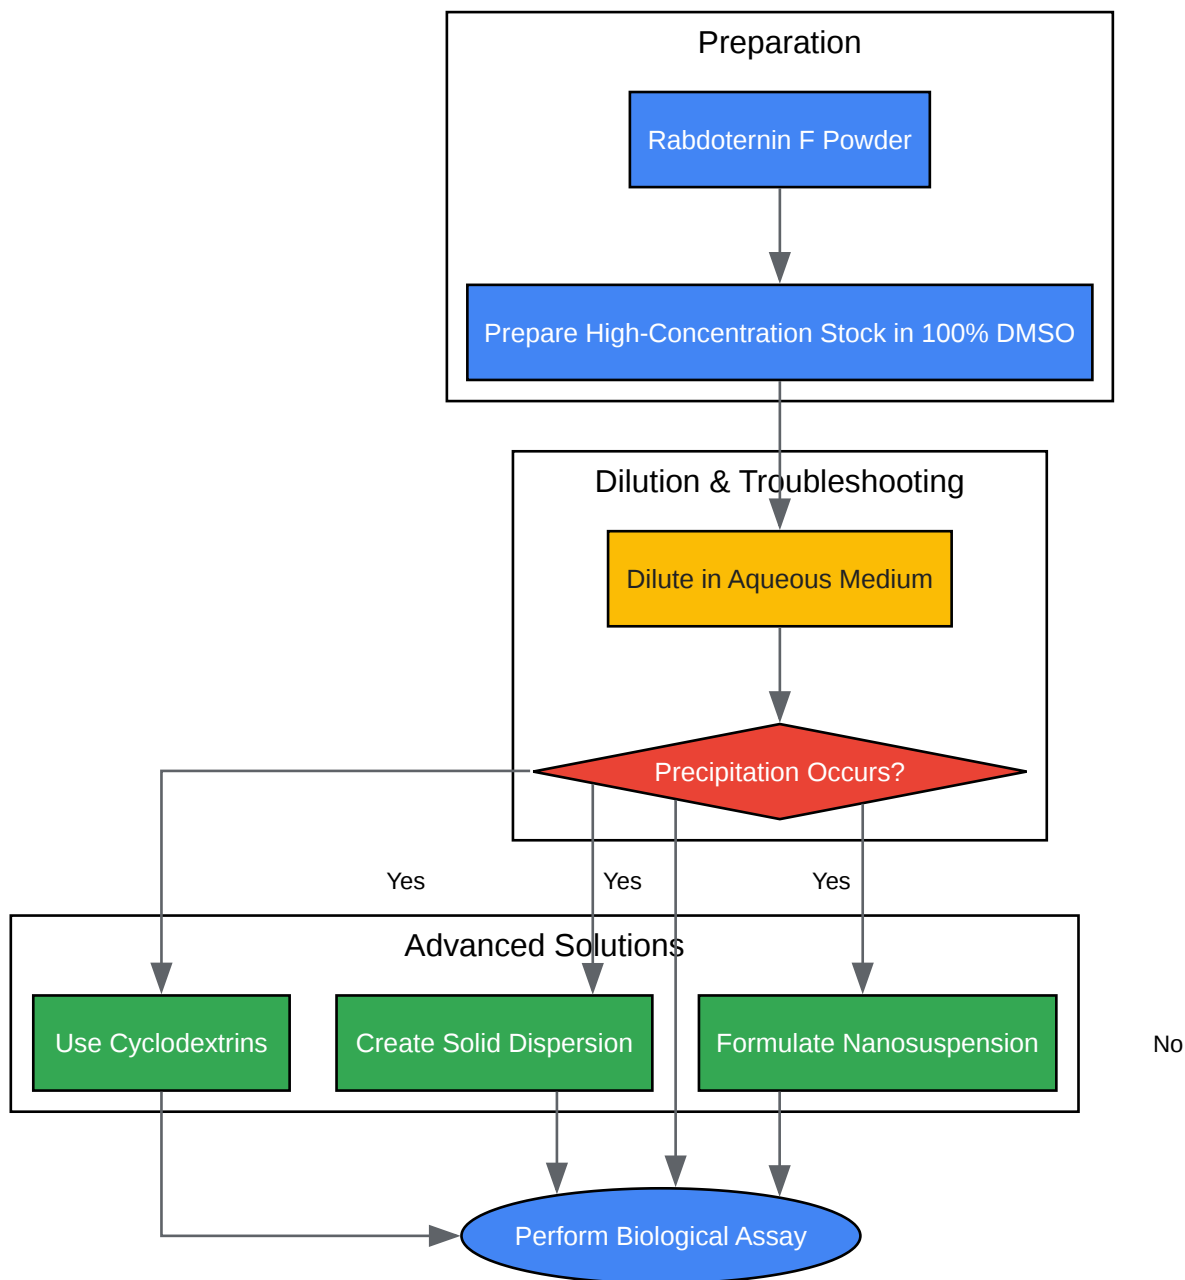 Preparation
Rabdoternin F Powder
Prepare High-Concentration Stock in 100% DMSO
Dilution & Troubleshooting
Dilute in Aqueous Medium
Precipitation Occurs?
Yes
Yes
Yes
Advanced Solutions
Use Cyclodextrins
Create Solid Dispersion
Formulate Nanosuspension
No
Perform Biological Assay